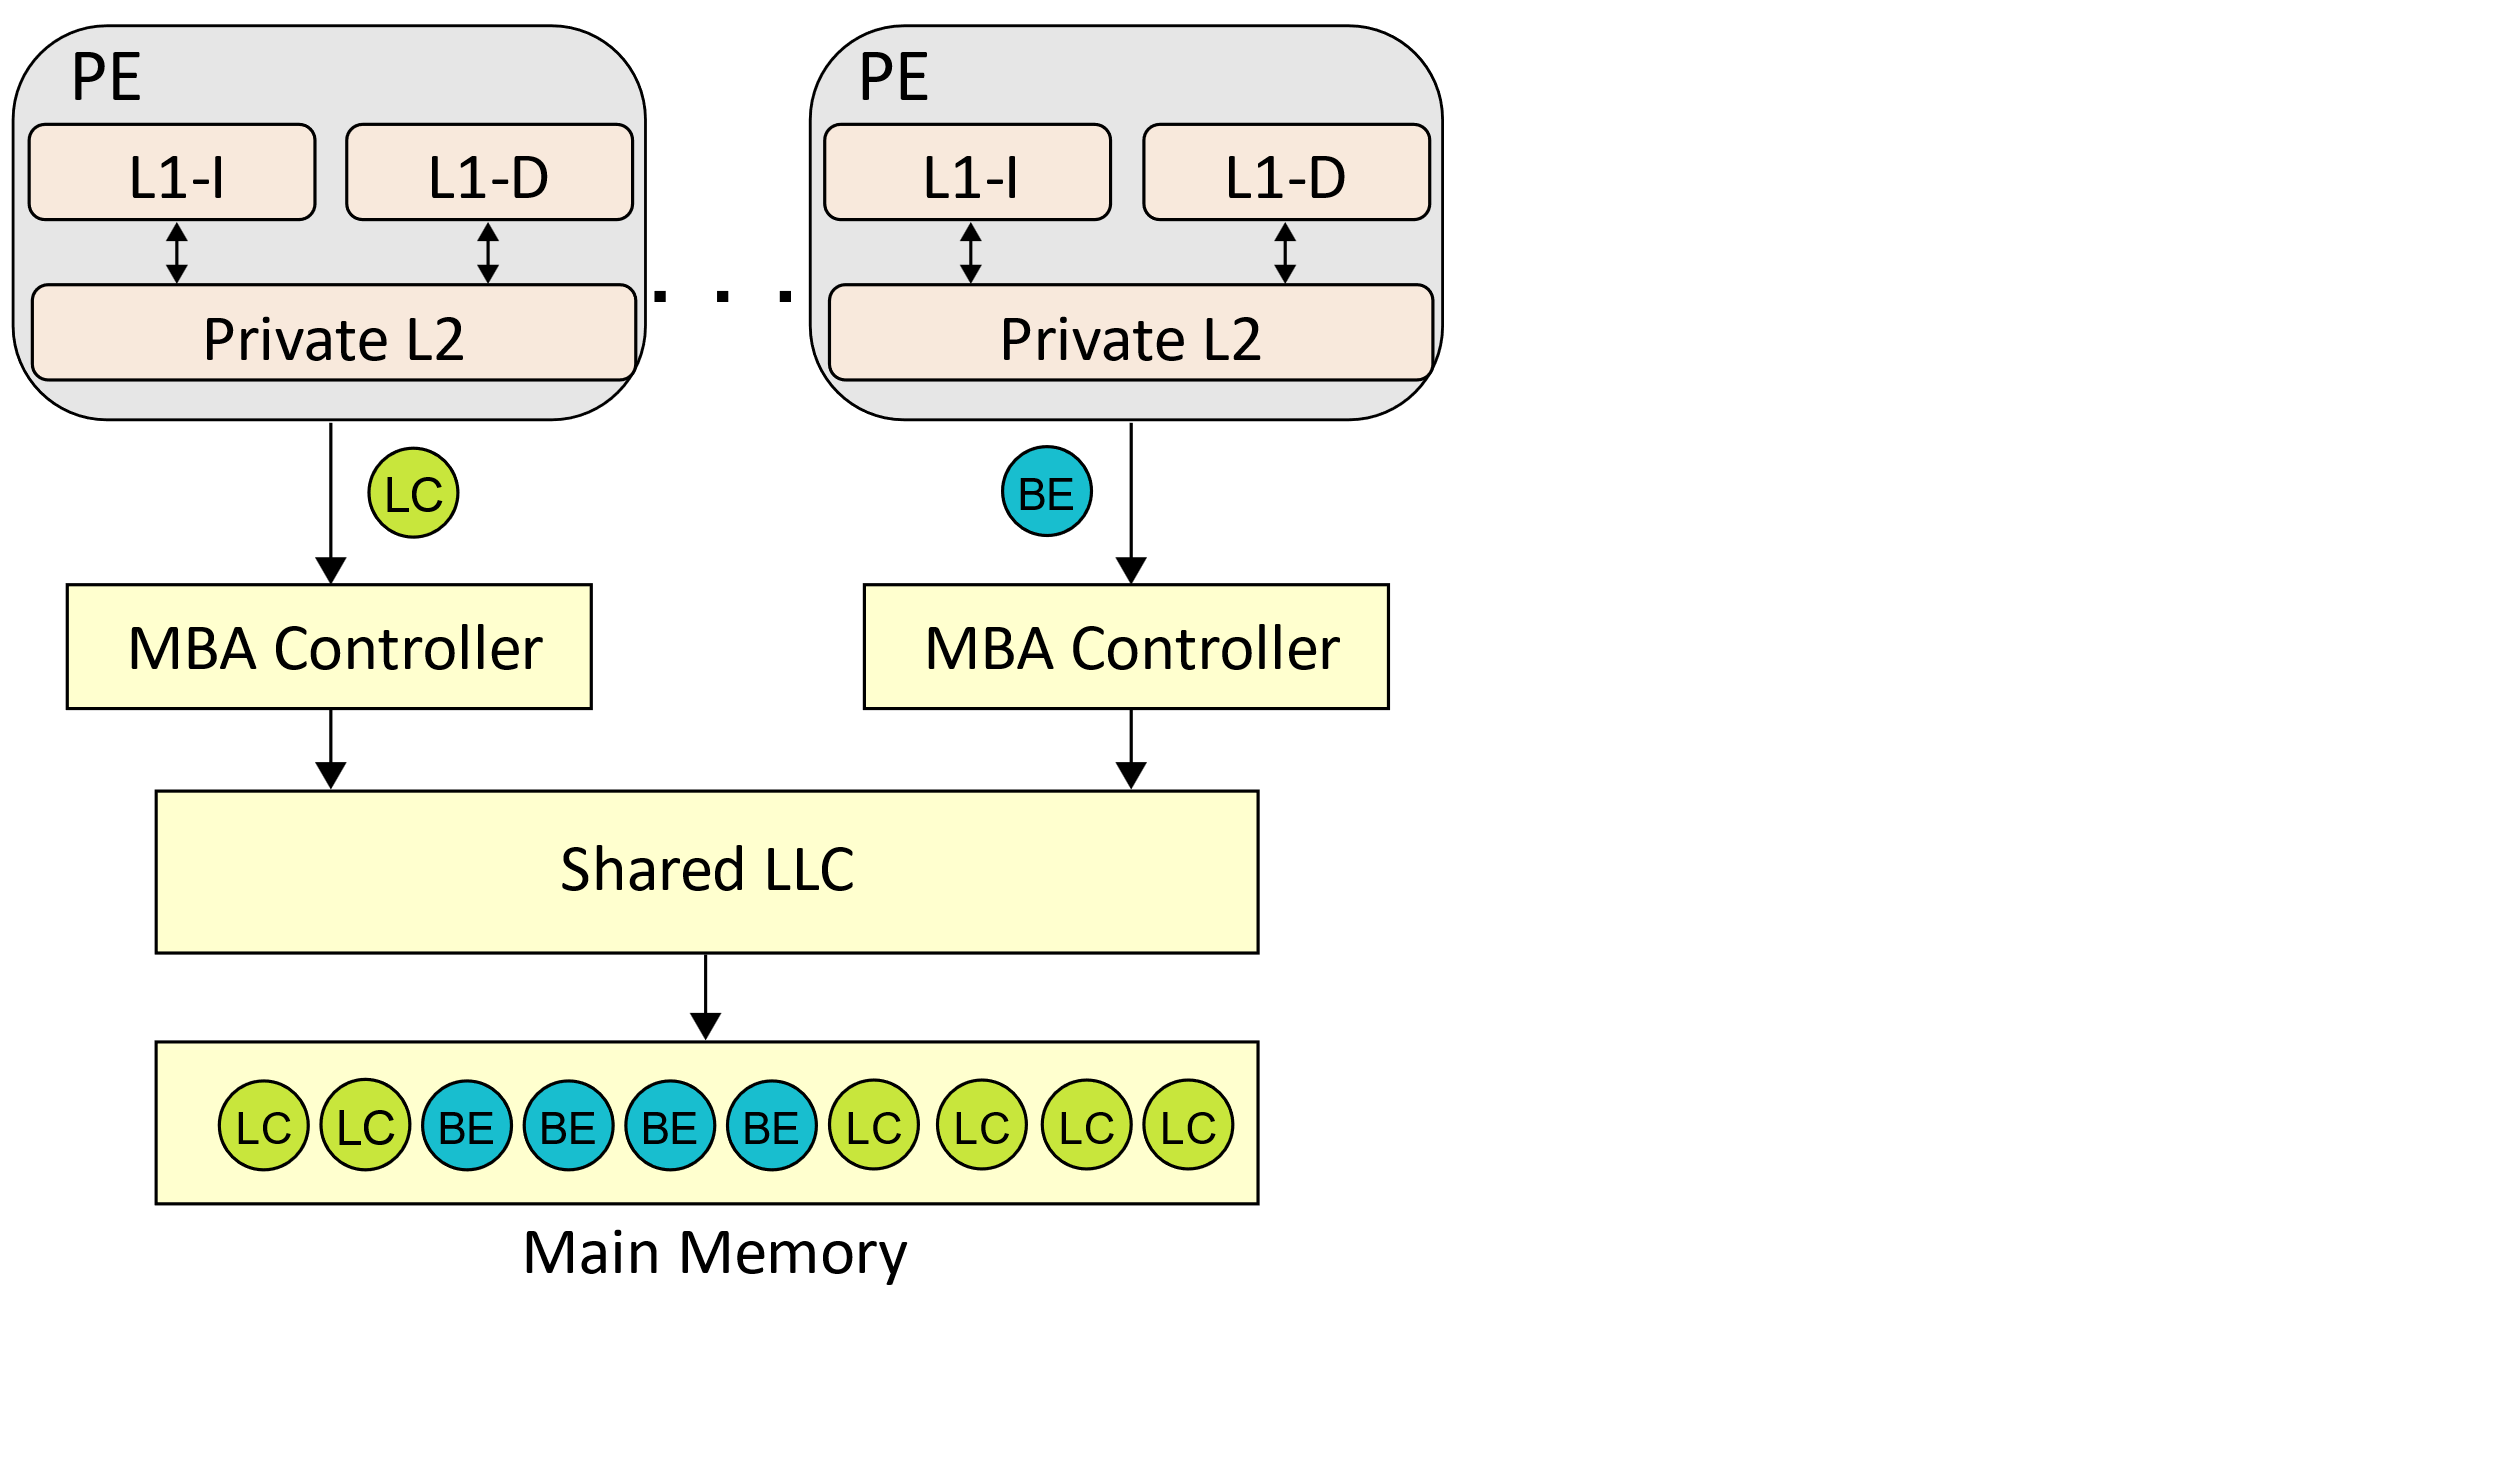 PE PE
L1-I L1-D L1-I L1-D
. . .
Private L2 Private L2
LC BE
MBA Controller MBA Controller
Shared LLC
LC LC BE BE BE BE LC LC LC LC
Main Memory